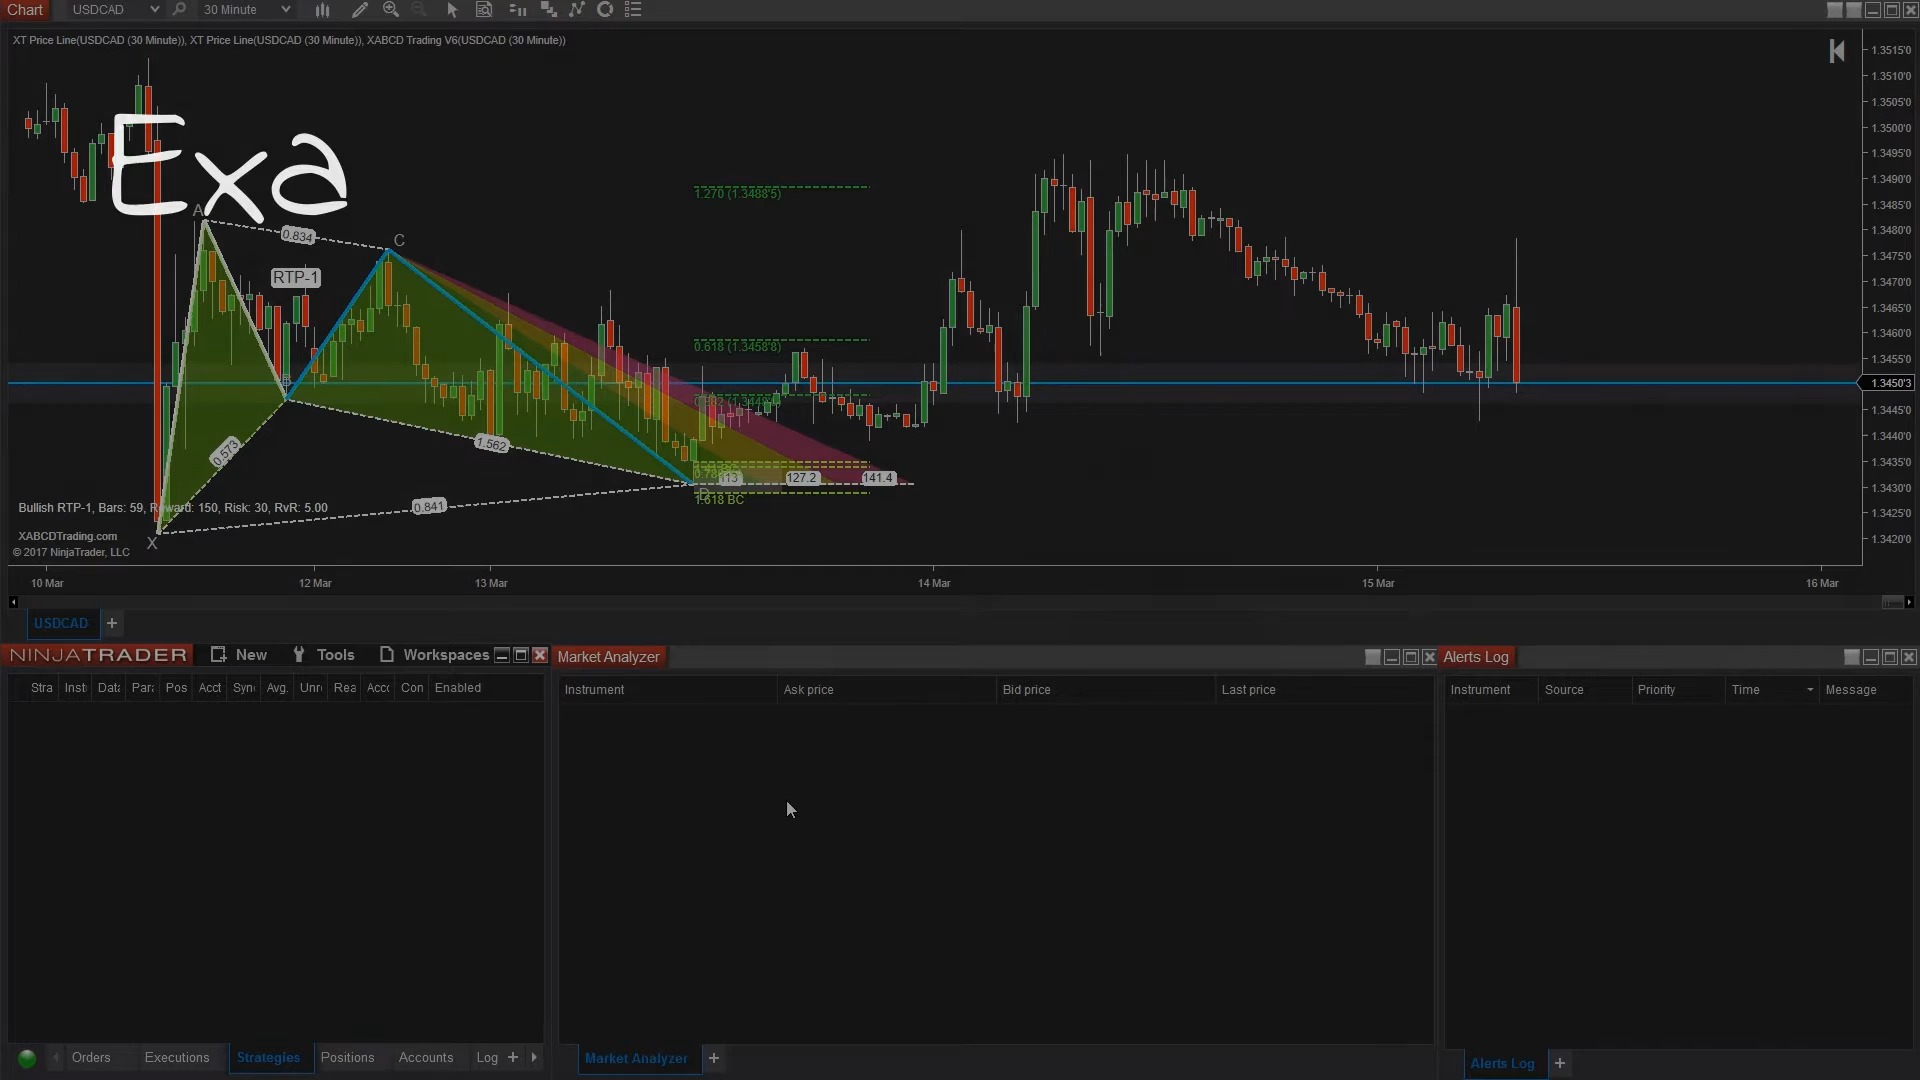 Chart USDCAD 30 Minute
XT Price Line(USDCAD (30 Minute)), XT Price Line(USDCAD (30 Minute)), XABCD Trading V6(USDCAD (30 Minute))
Exa
1.3515'0
1.3510'0
1.3505'0
1.3500'0
1.3495'0
1.3490'0
1.3485'0
1.3480'0
1.3475'0
1.3470'0
1.3465'0
1.3460'0
1.3455'0
1.3450'3
1.3445'0
1.3440'0
1.3435'0
1.3430'0
1.3425'0
1.3420'0
1.270 (1.3488'5)
A
0.834
C
RTP-1
0.618 (1.3458'8)
B
1.562
0.573
113
127.2
141.4
D
1.618 BC
0.841
Bullish RTP-1, Bars: 59, Reward: 150, Risk: 30, RvR: 5.00
XABCDTrading.com
X
© 2017 NinjaTrader, LLC
10 Mar 12 Mar 13 Mar 14 Mar 15 Mar 16 Mar
USDCAD +
NINJATRADER New Tools Workspaces
Stra Inst Data Para Pos Acct Syn Avg. Unr Rea Acc Con Enabled
Orders Executions Strategies Positions Accounts Log +
Market Analyzer
Instrument Ask price Bid price Last price
Market Analyzer +
Alerts Log
Instrument Source Priority Time Message
Alerts Log +